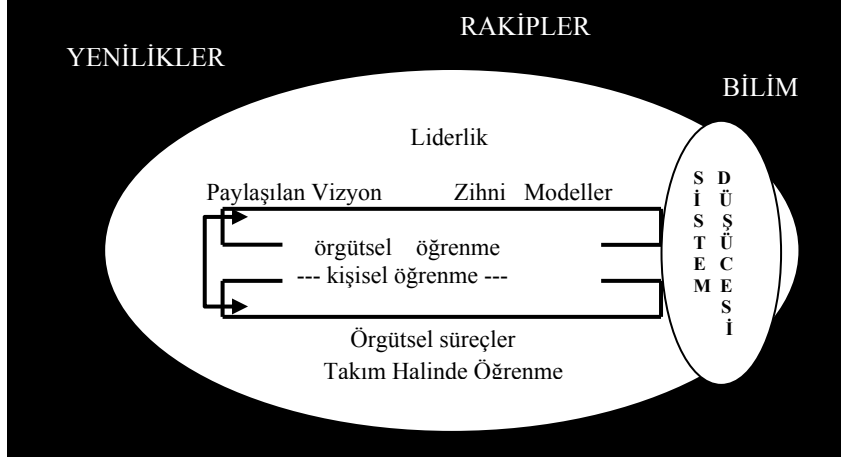 RAKİPLER
YENİLİKLER
BİLİM
Liderlik
Paylaşılan Vizyon Zihni Modeller
örgütsel öğrenme
--- kişisel öğrenme ---
Örgütsel süreçler
Takım Halinde Öğrenme
SİSTEM
DÜŞÜCESİ